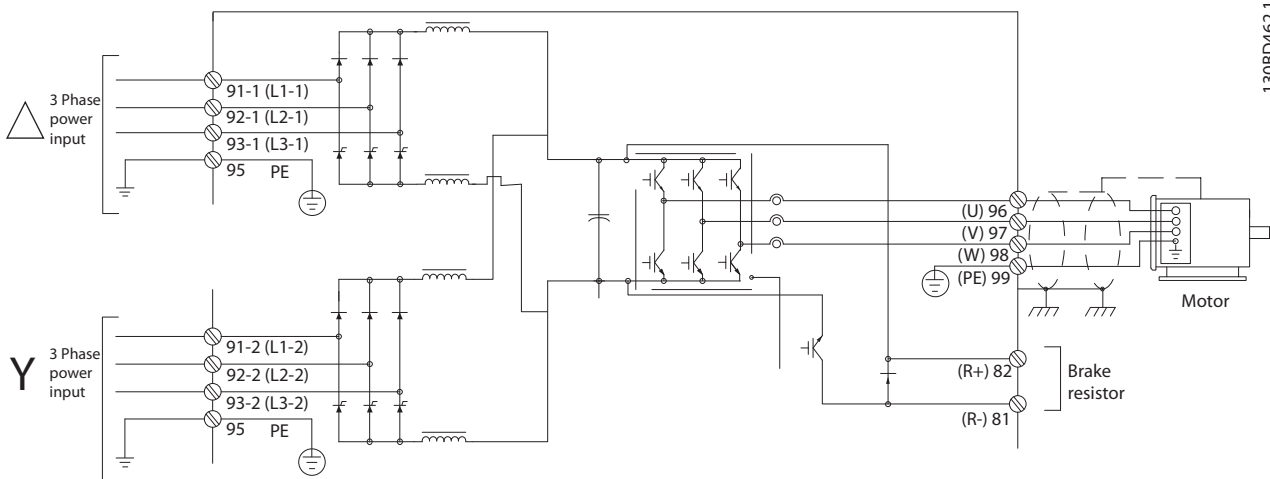 130BD462.1
3 Phase
power
input
91-1 (L1-1)
92-1 (L2-1)
93-1 (L3-1)
95 PE
(U) 96
(V) 97
(W) 98
(PE) 99
Motor
Y
3 Phase
power
input
91-2 (L1-2)
92-2 (L2-2)
93-2 (L3-2)
95 PE
(R+) 82
Brake
resistor
(R-) 81